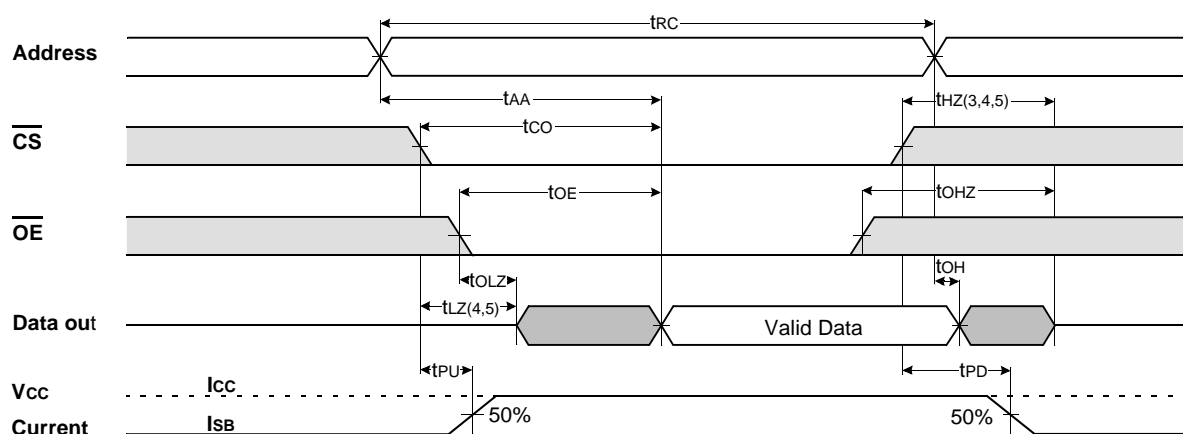 tRC
Address
tAA
tHZ(3,4,5)
CS
tCO
tOE
tOHZ
OE
tOLZ
tOH
tLZ(4,5)
Data out
Valid Data
tPU
tPD
VCC
ICC
50%
50%
Current
ISB